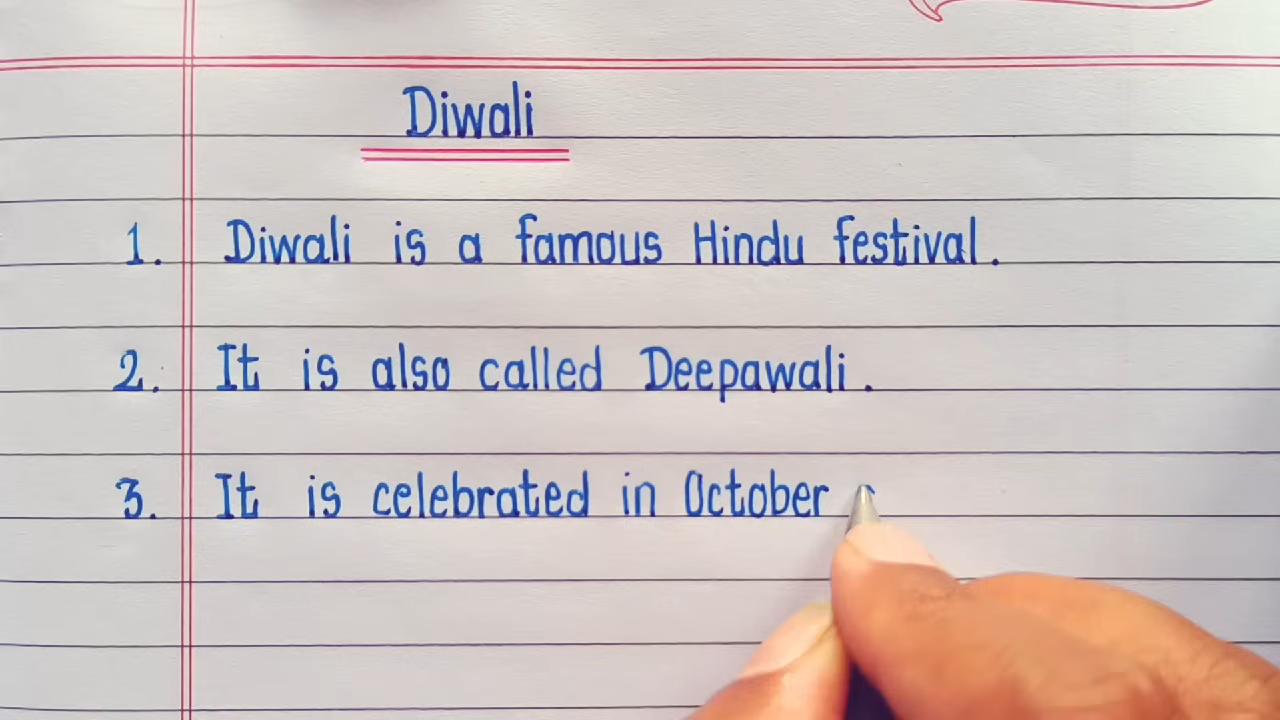 Diwali
1. Diwali is a famous Hindu festival.
2. It is also called Deepawali.
3. It is celebrated in October